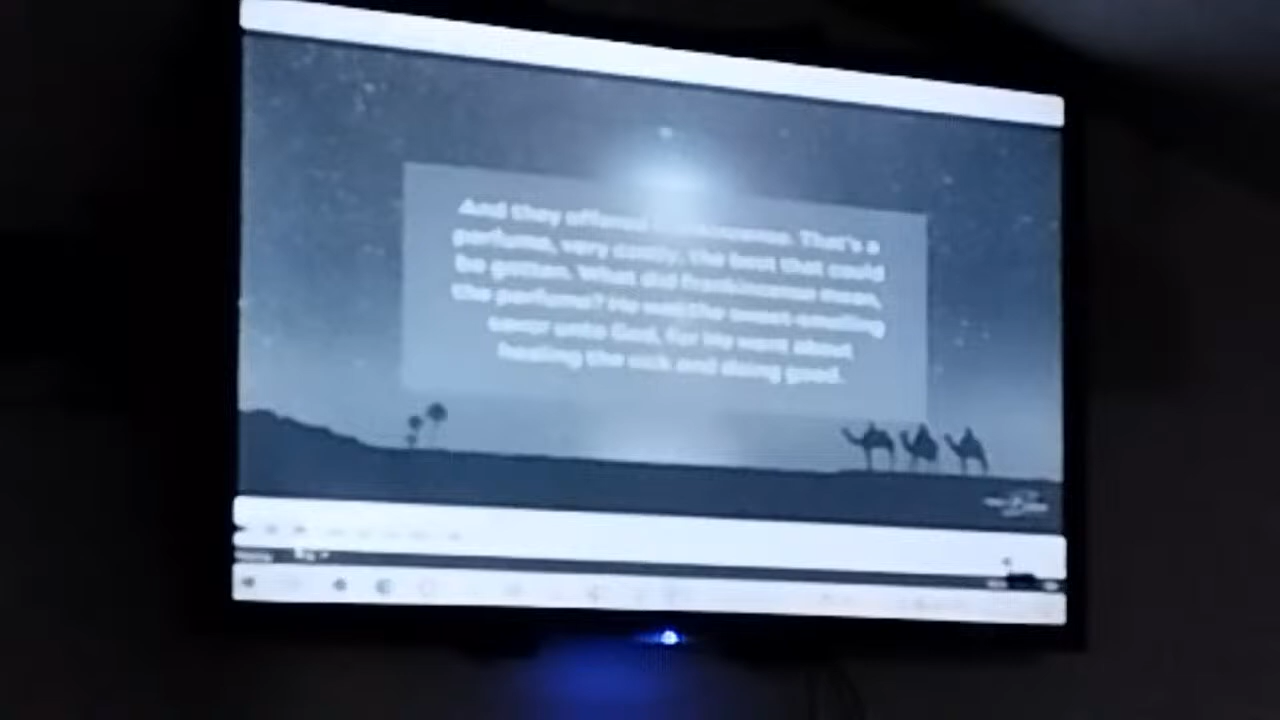 And they offered frankincense. That's a
perfume, very costly, the best that could
be gotten. What did frankincense mean,
the perfume? He was the sweet-smelling
savor unto God, for He went about
healing the sick and doing good.